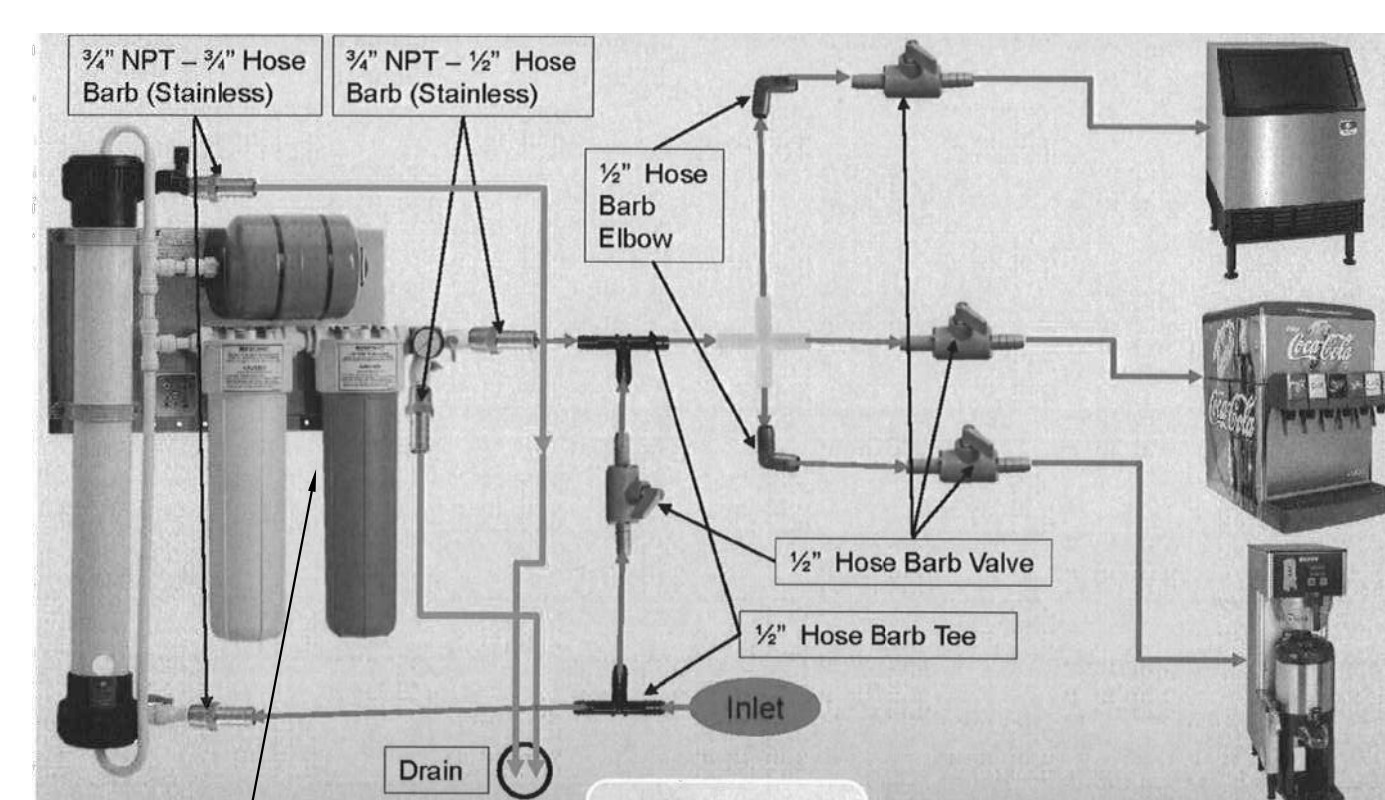 ¾” NPT – ¾” Hose
Barb (Stainless)
¾” NPT – ½” Hose
Barb (Stainless)
½” Hose
Barb
Elbow
Coca-Cola
Coca-Cola
½” Hose Barb Valve
½” Hose Barb Tee
Inlet
Drain